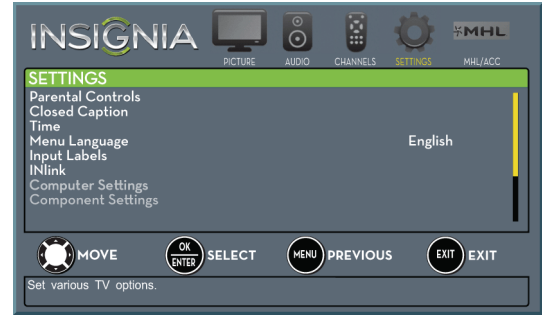 INSIGNIA
MHL
PICTURE AUDIO CHANNELS SETTINGS MHL/ACC
SETTINGS
Parental Controls
Closed Caption
Time
Menu Language English
Input Labels
INlink
Computer Settings
Component Settings
MOVE OK ENTER SELECT MENU PREVIOUS EXIT EXIT
Set various TV options.